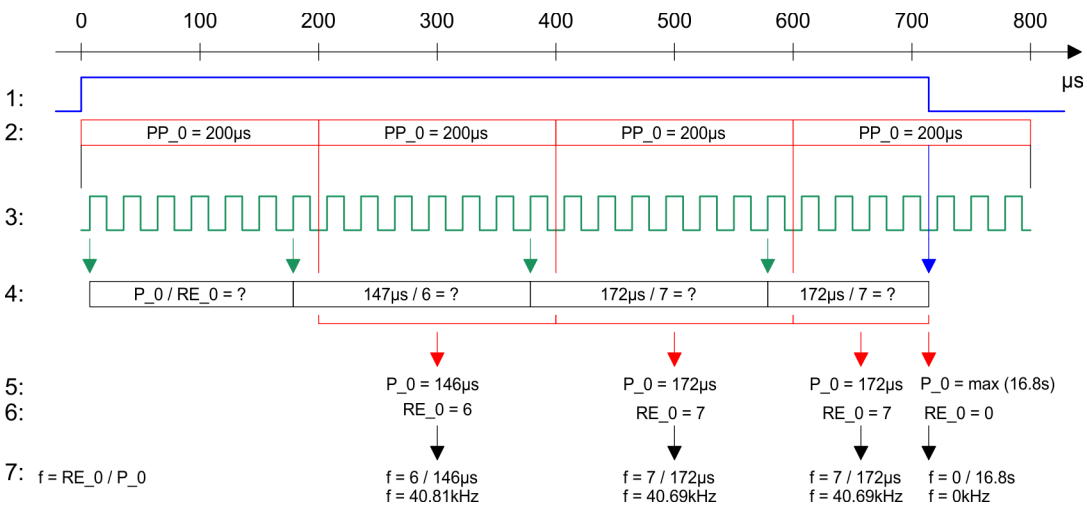 0 100 200 300 400 500 600 700 800
µs
1:
2: PP_0 = 200µs PP_0 = 200µs PP_0 = 200µs PP_0 = 200µs
3:
4: P_0 / RE_0 = ? 147µs / 6 = ? 172µs / 7 = ? 172µs / 7 = ?
5: P_0 = 146µs P_0 = 172µs P_0 = 172µs P_0 = max (16.8s)
6: RE_0 = 6 RE_0 = 7 RE_0 = 7 RE_0 = 0
7: f = RE_0 / P_0 f = 6 / 146µs f = 7 / 172µs f = 7 / 172µs f = 0 / 16.8s
f = 40.81kHz f = 40.69kHz f = 40.69kHz f = 0kHz